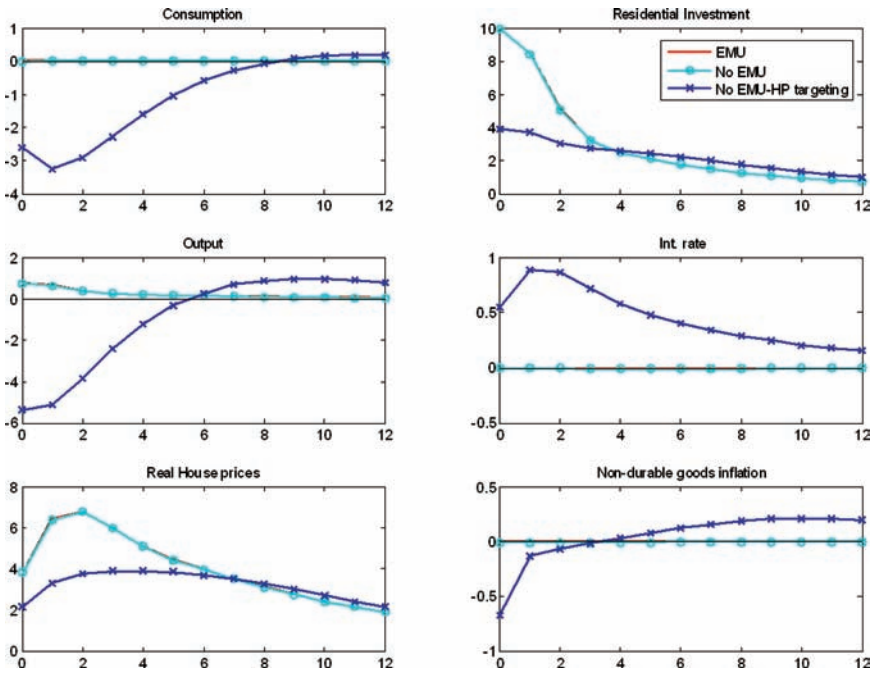 Consumption
1
0
-1
-2
-3
-4
0 2 4 6 8 10 12
Residential Investment
10
8
6
4
2
0
0 2 4 6 8 10 12
EMU
No EMU
No EMU-HP targeting
Output
2
0
-2
-4
-6
0 2 4 6 8 10 12
Int. rate
1
0.5
0
-0.5
0 2 4 6 8 10 12
Real House prices
8
6
4
2
0
0 2 4 6 8 10 12
Non-durable goods inflation
0.5
0
-0.5
-1
0 2 4 6 8 10 12